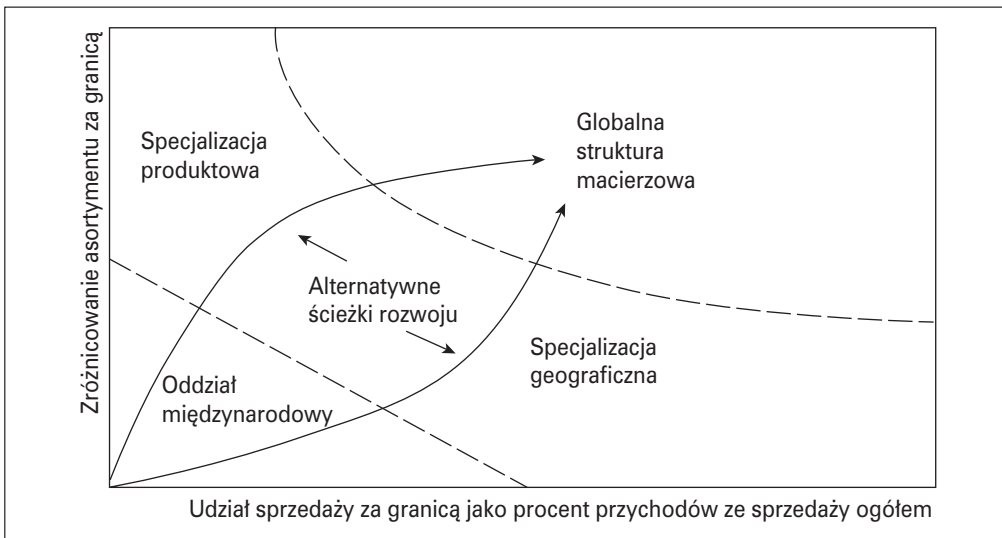 Zróżnicowanie asortymentu za granicą
Specjalizacja
produktowa
Globalna
struktura
macierzowa
Alternatywne
ścieżki rozwoju
Specjalizacja
geograficzna
Oddział
międzynarodowy
Udział sprzedaży za granicą jako procent przychodów ze sprzedaży ogółem